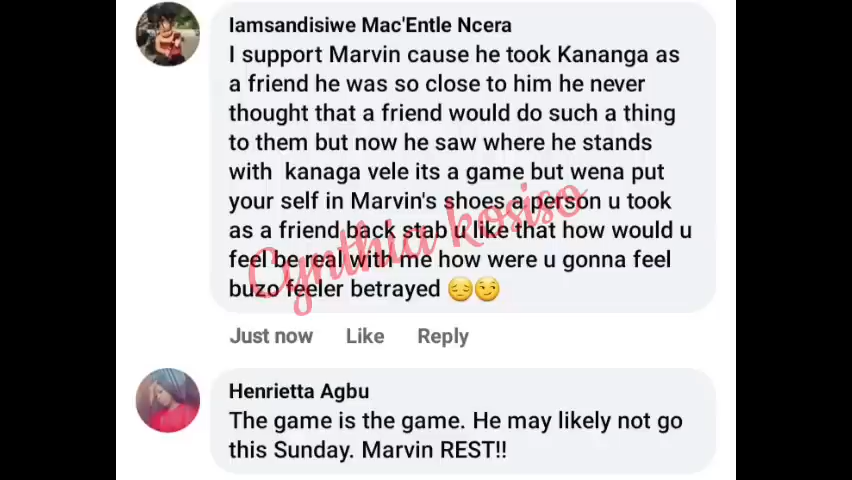 Iamsandisiwe Mac'Entle Ncera
I support Marvin cause he took Kananga as
a friend he was so close to him he never
thought that a friend would do such a thing
to them but now he saw where he stands
with kanaga vele its a game but wena put
your self in Marvin's shoes a person u took
as a friend back stab u like that how would u
feel be real with me how were u gonna feel
buzo feeler betrayed 😔😏
Cynthia kosiso
Just now Like Reply
Henrietta Agbu
The game is the game. He may likely not go
this Sunday. Marvin REST!!